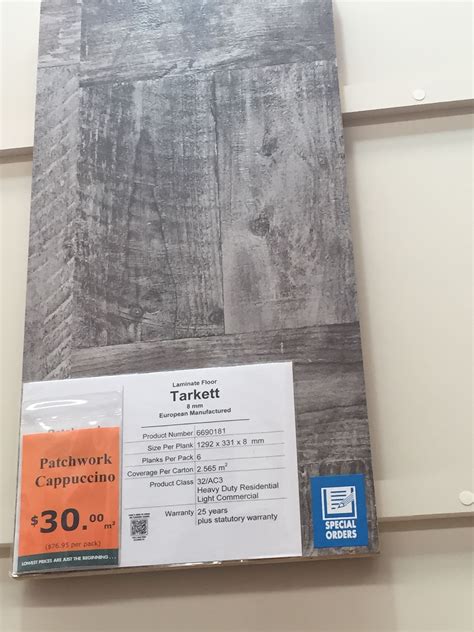 Laminate Floor
Tarkett
8 mm
European Manufactured
Product Number 6690181
Size Per Plank 1292 x 331 x 8 mm
Planks Per Pack 6
Coverage Per Carton 2.565 m²
Product Class 32/AC3
Heavy Duty Residential
Light Commercial
Warranty 25 years
plus statutory warranty
Patchwork
Cappuccino
$30.00 m²
($76.95 per pack)
LOWEST PRICES ARE JUST THE BEGINNING...
SPECIAL
ORDERS